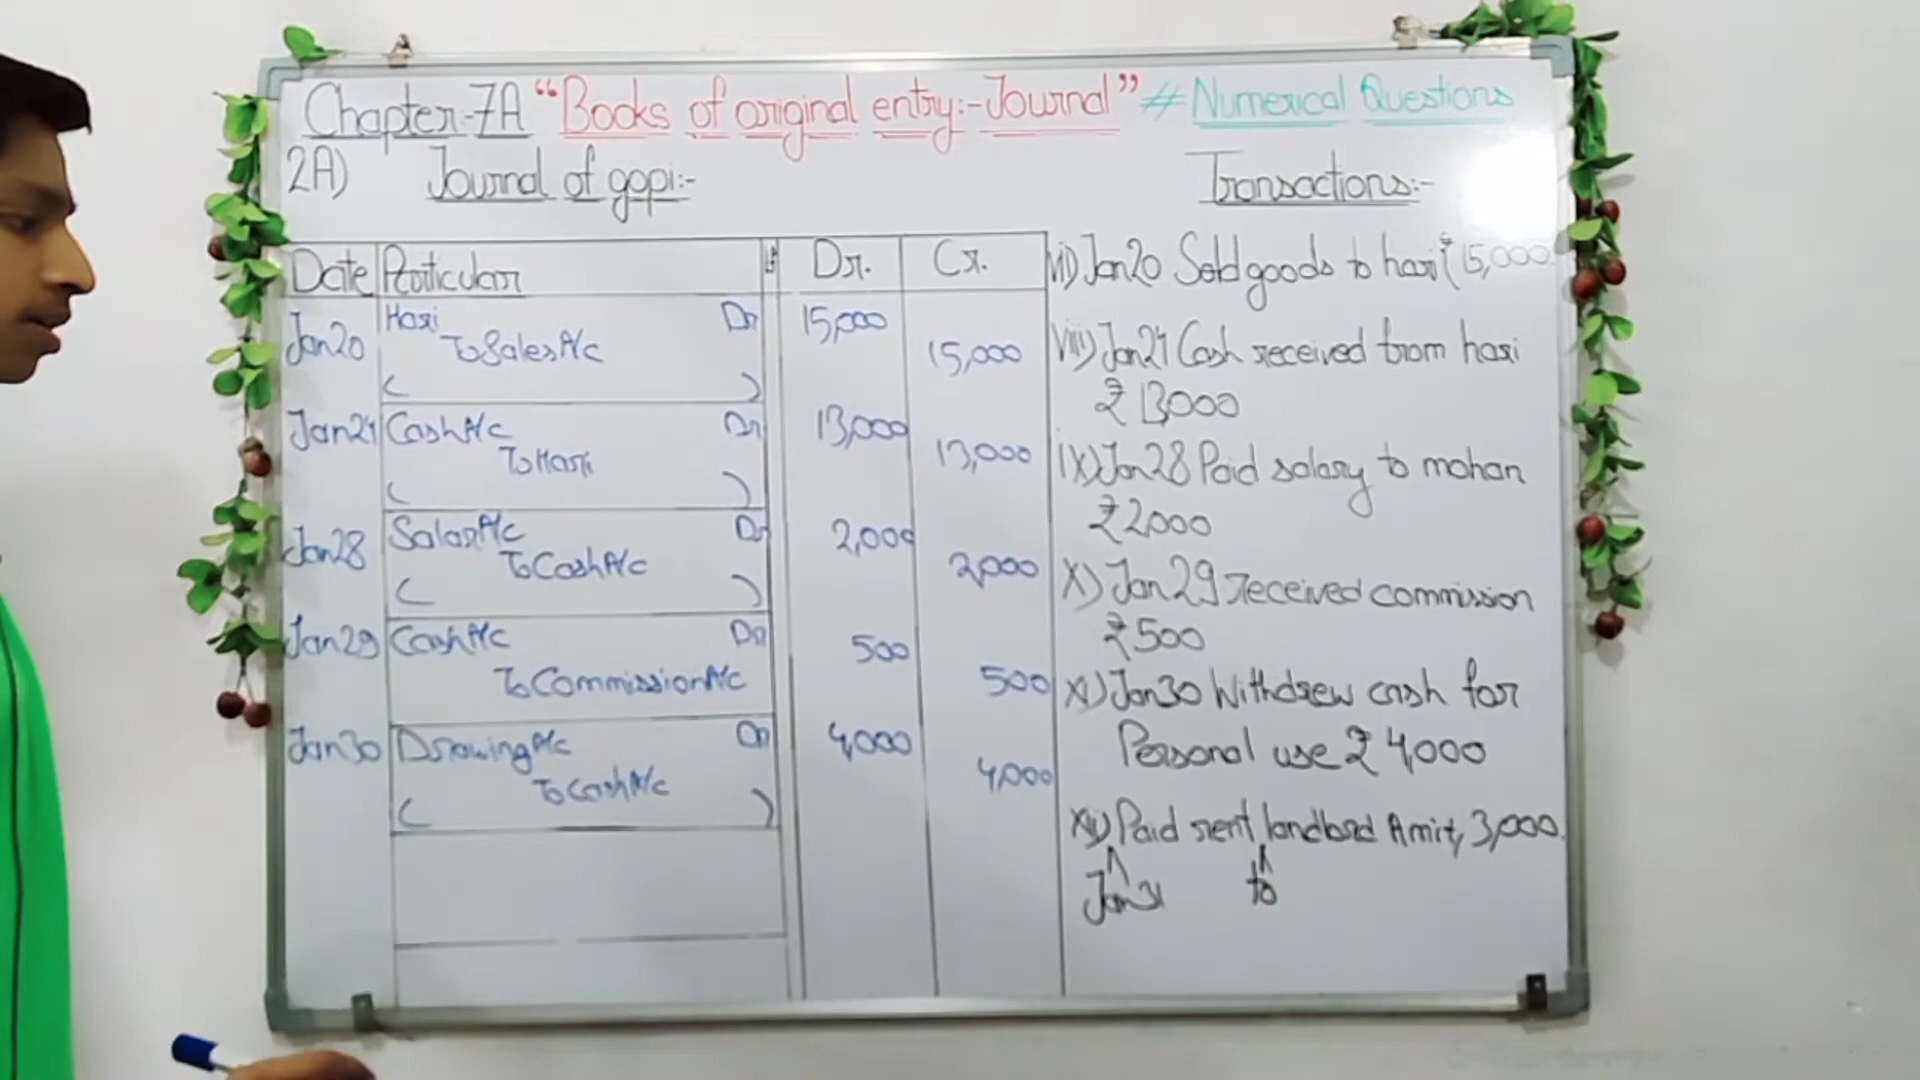 Chapter-7A “Books of original entry:-Journal” # Numerical Questions
2A) Journal of gopi:-
Transactions:-
Date Particular Dr. Cr.
Jan20 Hari Dr 15,000
To Sales A/c 15,000
( )
Jan24 Cash A/c Dr 13,000
To Hari 13,000
( )
Jan28 Salary A/c Dr 2,000
To Cash A/c 2,000
( )
Jan29 Cash A/c Dr 500
To Commission A/c 500
Jan30 Drawing A/c Dr 4,000
To Cash A/c 4,000
( )
VII) Jan20 Sold goods to hari ₹15,000
VIII) Jan24 Cash received from hari
₹13000
IX) Jan28 Paid salary to mohan
₹2000
X) Jan29 received commission
₹500
XI) Jan30 Withdrew cash for
Personal use ₹4,000
XII) Paid rent landlord Amit, 3,000.
Jan31 to